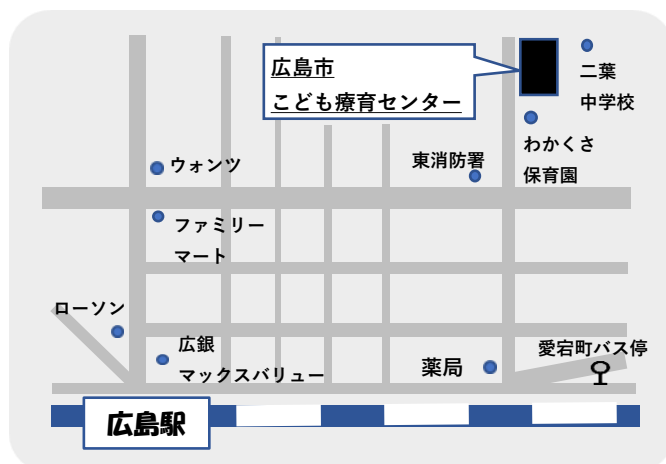 広島市
こども療育センター
二葉
中学校
わかくさ
保育園
東消防署
ウォンツ
ファミリー
マート
ローソン
広銀
マックスバリュー
薬局
愛宕町バス停
広島駅